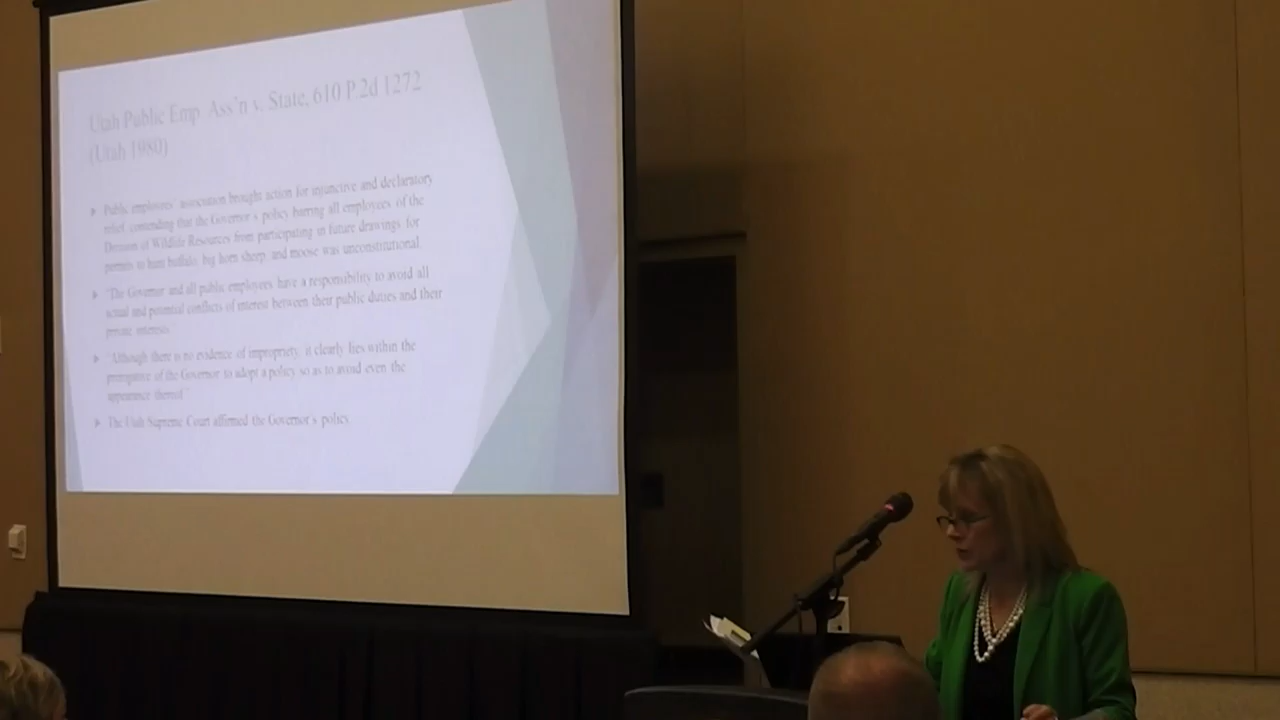 Utah Public Emp. Ass'n v. State, 610 P.2d 1272
(Utah 1980)
Public employees' association brought action for injunctive and declaratory
relief, contending that the Governor's policy barring all employees of the
Division of Wildlife Resources from participating in future drawings for
permits to hunt buffalo, big horn sheep, and moose was unconstitutional.
"The Governor and all public employees have a responsibility to avoid all
actual and potential conflicts of interest between their public duties and their
private interests.
"Although there is no evidence of impropriety, it clearly lies within the
prerogative of the Governor to adopt a policy so as to avoid even the
appearance thereof."
The Utah Supreme Court affirmed the Governor's policy